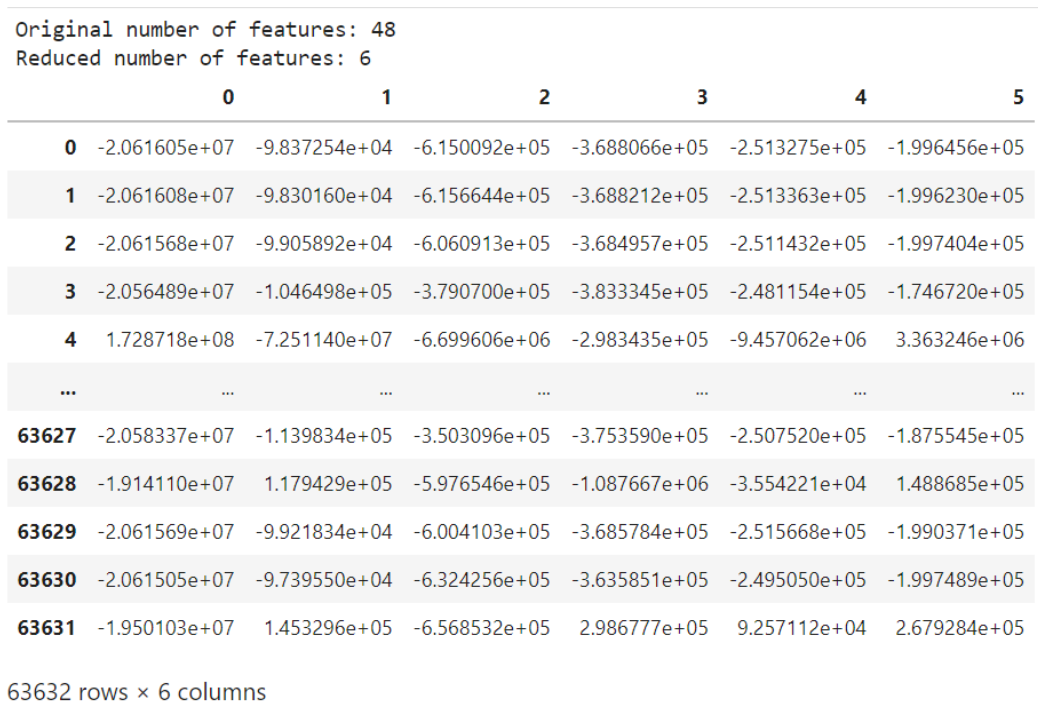 Original number of features: 48
Reduced number of features: 6
0 1 2 3 4 5
0 -2.061605e+07 -9.837254e+04 -6.150092e+05 -3.688066e+05 -2.513275e+05 -1.996456e+05
1 -2.061608e+07 -9.830160e+04 -6.156644e+05 -3.688212e+05 -2.513363e+05 -1.996230e+05
2 -2.061568e+07 -9.905892e+04 -6.060913e+05 -3.684957e+05 -2.511432e+05 -1.997404e+05
3 -2.056489e+07 -1.046498e+05 -3.790700e+05 -3.833345e+05 -2.481154e+05 -1.746720e+05
4 1.728718e+08 -7.251140e+07 -6.699606e+06 -2.983435e+05 -9.457062e+06 3.363246e+06
... ... ... ... ... ... ...
63627 -2.058337e+07 -1.139834e+05 -3.503096e+05 -3.753590e+05 -2.507520e+05 -1.875545e+05
63628 -1.914110e+07 1.179429e+05 -5.976546e+05 -1.087667e+06 -3.554221e+04 1.488685e+05
63629 -2.061569e+07 -9.921834e+04 -6.004103e+05 -3.685784e+05 -2.515668e+05 -1.990371e+05
63630 -2.061505e+07 -9.739550e+04 -6.324256e+05 -3.635851e+05 -2.495050e+05 -1.997489e+05
63631 -1.950103e+07 1.453296e+05 -6.568532e+05 2.986777e+05 9.257112e+04 2.679284e+05
63632 rows × 6 columns